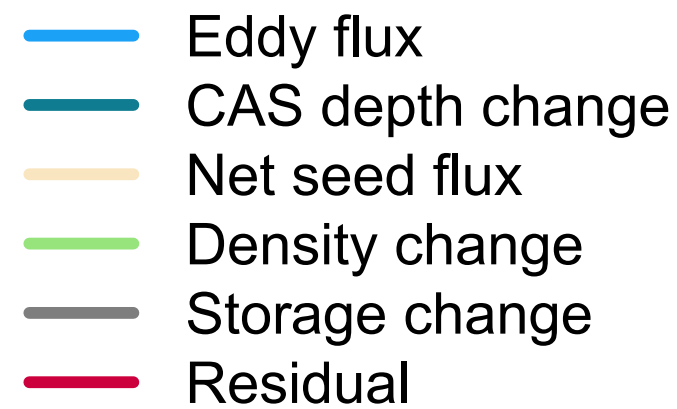 Eddy flux
CAS depth change
Net seed flux
Density change
Storage change
Residual